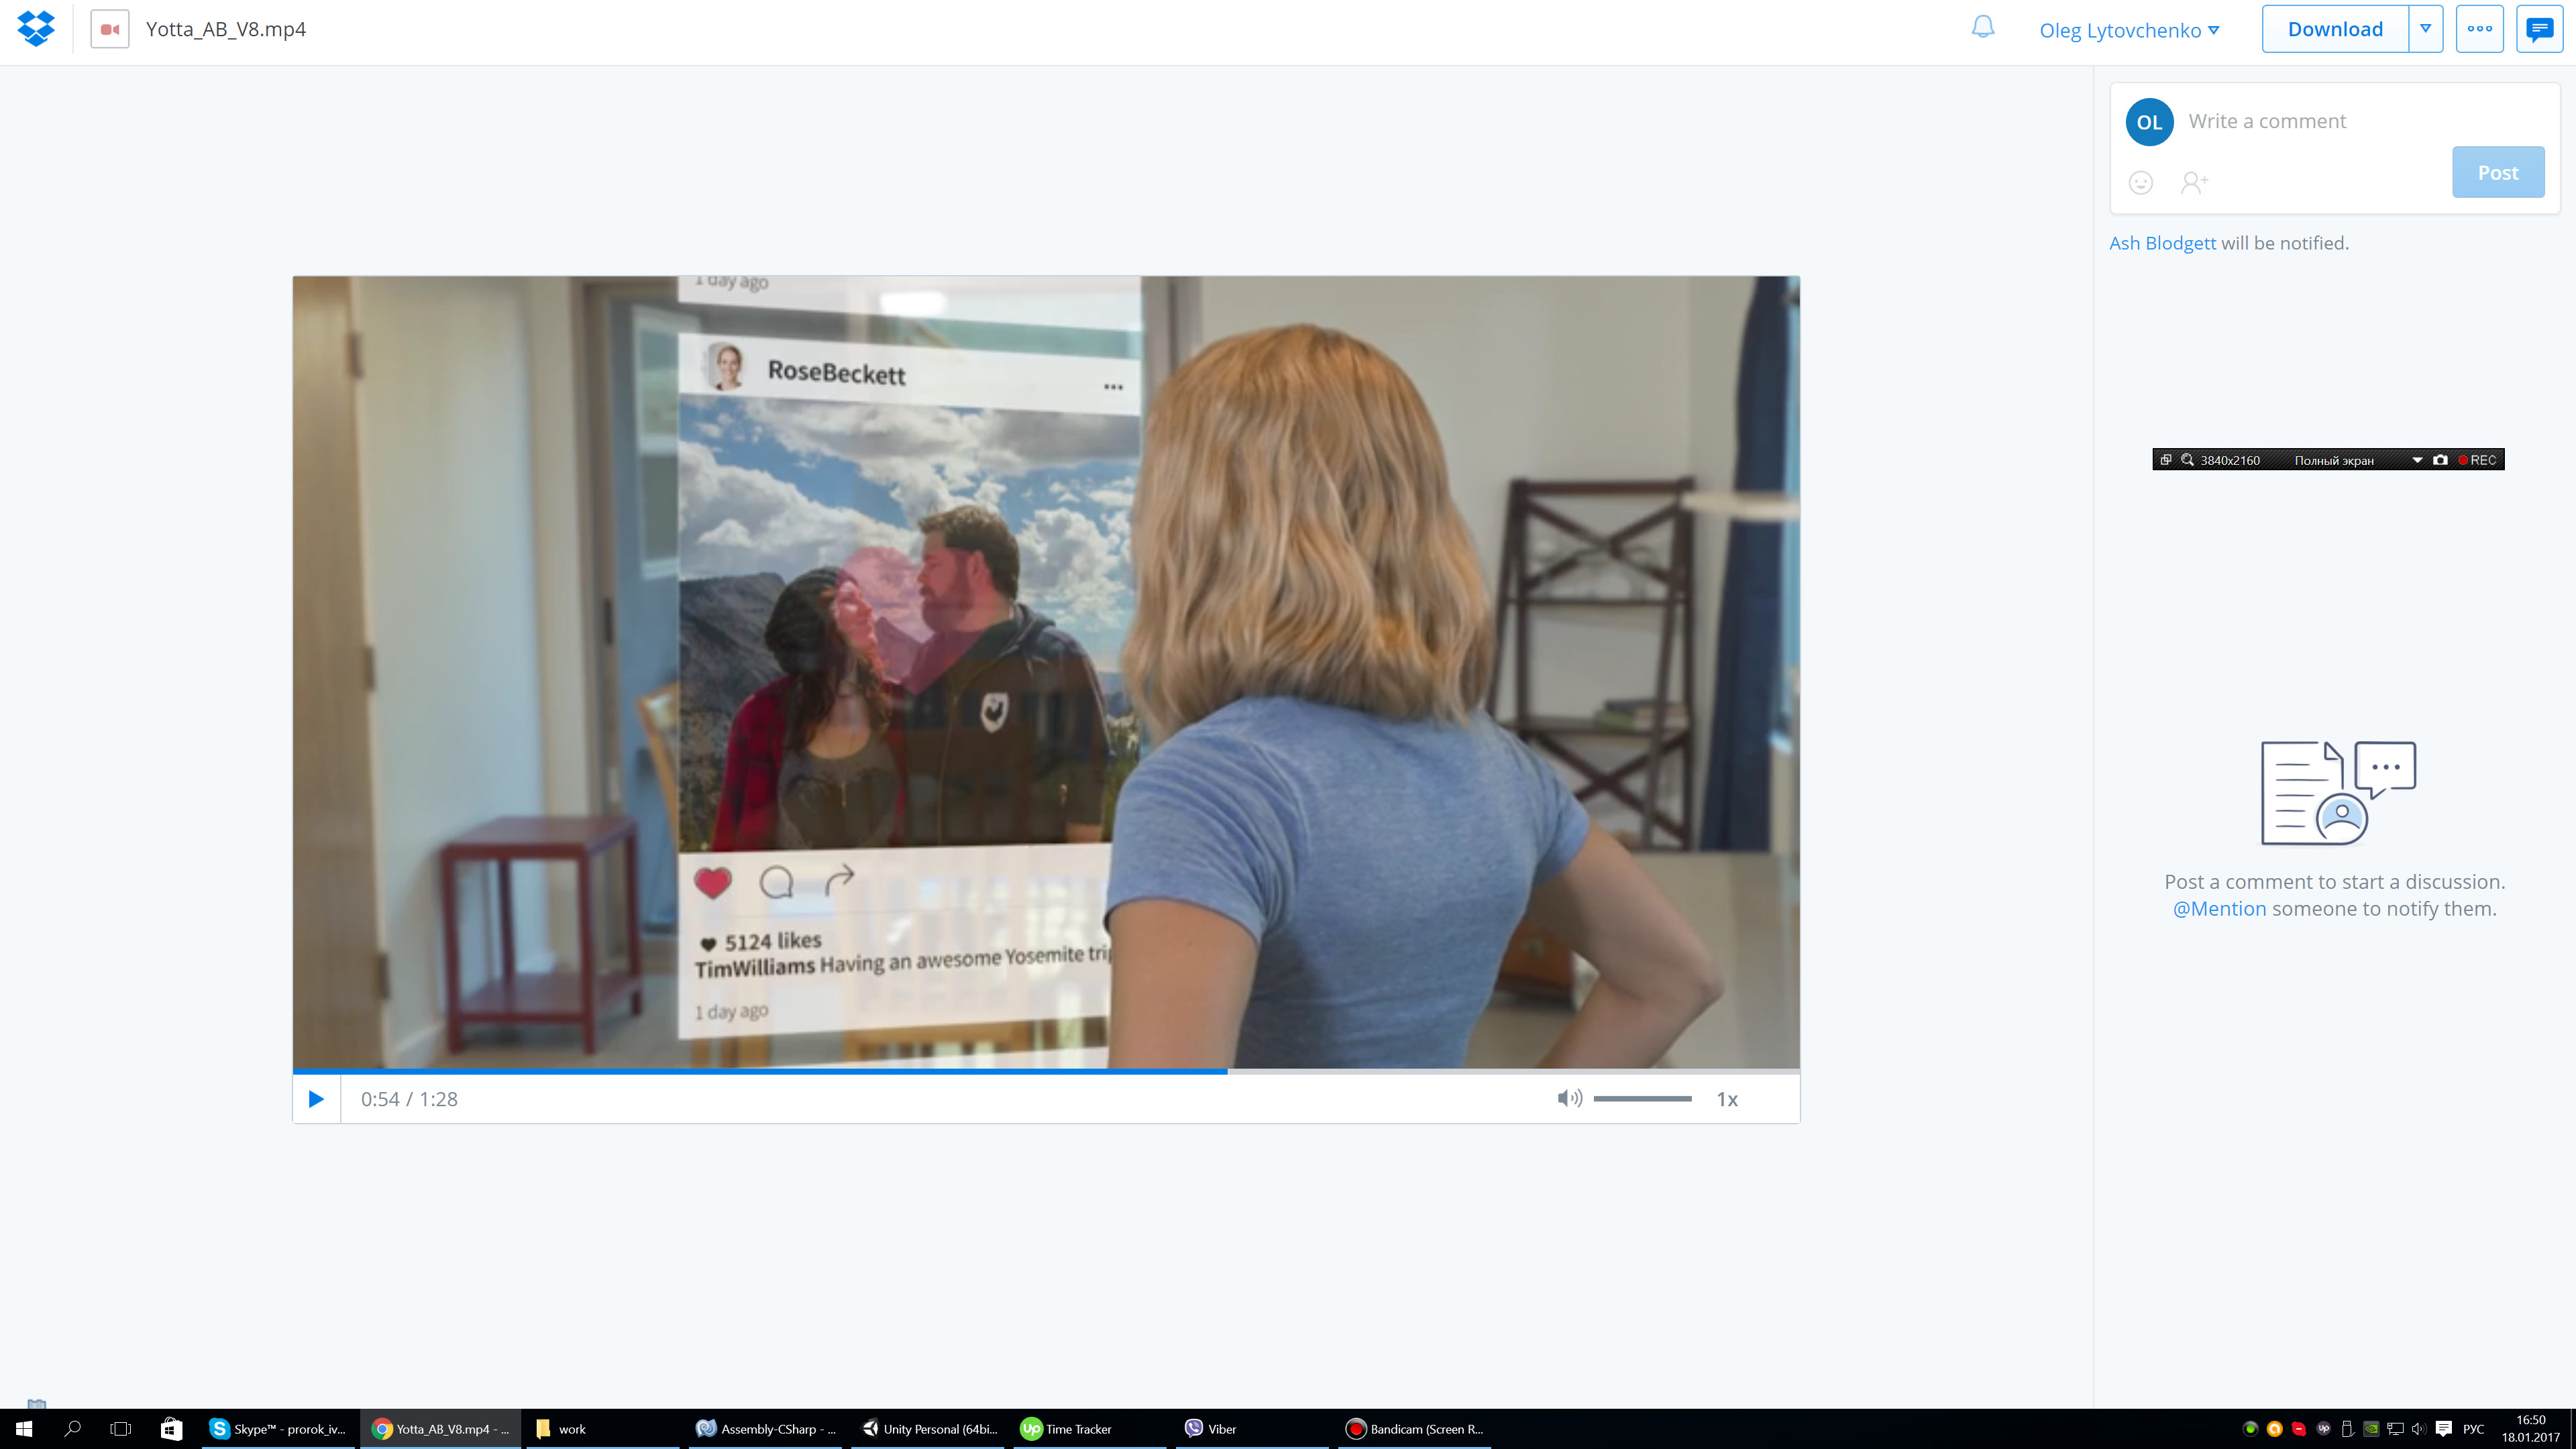 Yotta_AB_V8.mp4
Oleg Lytovchenko
Download
OL
Write a comment
Post
Ash Blodgett will be notified.
1 day ago
RoseBeckett
3840x2160 Полный экран REC
5124 likes
TimWilliams Having an awesome Yosemite trip
1 day ago
Post a comment to start a discussion.
@Mention someone to notify them.
0:54 / 1:28
1x
Skype™ - prorok_iv...
Yotta_AB_V8.mp4 - ...
work
Assembly-CSharp - ...
Unity Personal (64bi...
Up
Time Tracker
Viber
Bandicam (Screen R...
Up
РУС
16:50
18.01.2017